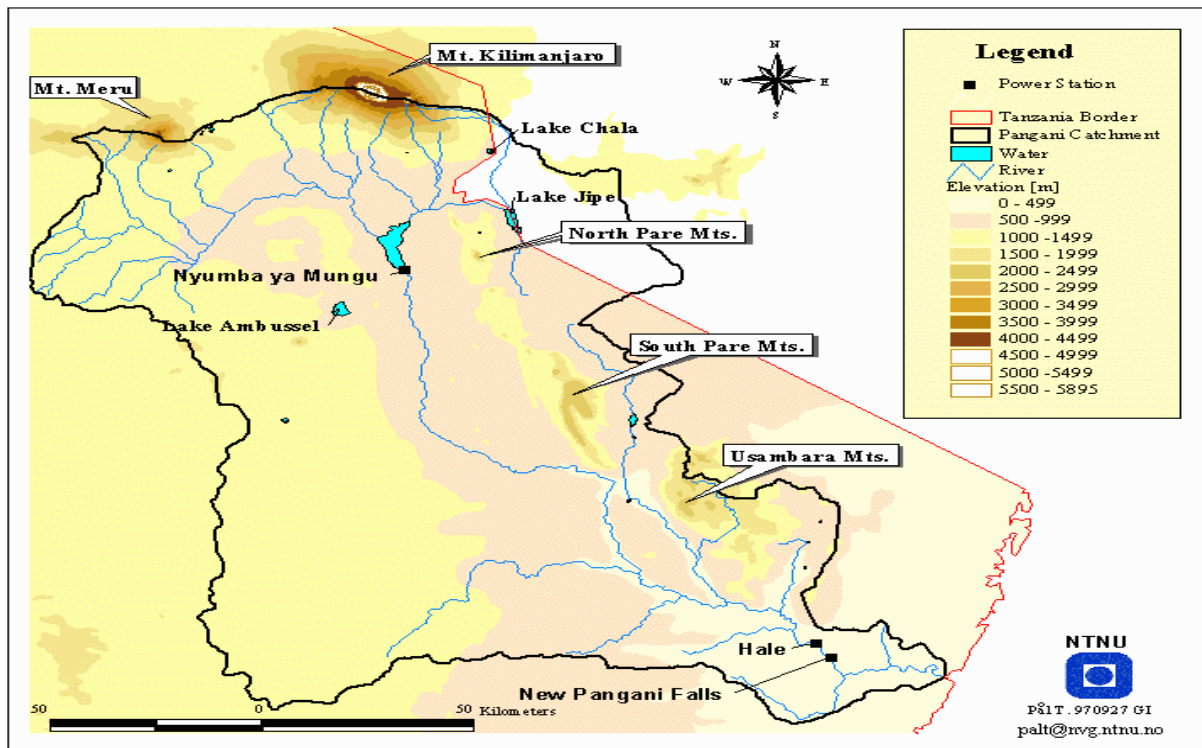 Mt. Kilimanjaro
Mt. Meru
N
W E
S
Lake Chala
Lake Jipe
North Pare Mts.
Nyumba ya Mungu
Lake Ambussel
South Pare Mts.
Usambara Mts.
Hale
New Pangani Falls
50 0 50 Kilometers
Legend
Power Station
Tanzania Border
Pangani Catchment
Water
River
Elevation [m]
0 - 499
500 -999
1000 -1499
1500 - 1999
2000 - 2499
2500 - 2999
3000 - 3499
3500 - 3999
4000 - 4499
4500 - 4999
5000 -5499
5500 - 5895
NTNU
PålT. 970927 GI
palt@nvg.ntnu.no